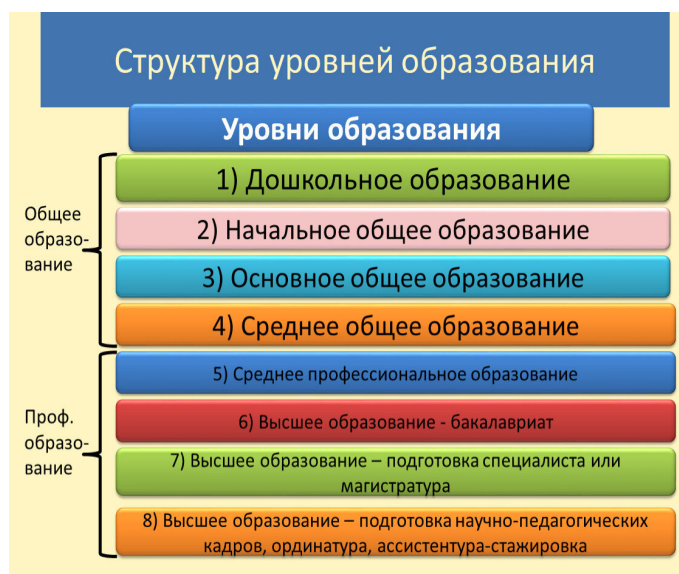 Структура уровней образования
Уровни образования
Общее
образо-
вание
1) Дошкольное образование
2) Начальное общее образование
3) Основное общее образование
4) Среднее общее образование
Проф.
образо-
вание
5) Среднее профессиональное образование
6) Высшее образование - бакалавриат
7) Высшее образование – подготовка специалиста или
магистратура
8) Высшее образование – подготовка научно-педагогических
кадров, ординатура, ассистентура-стажировка